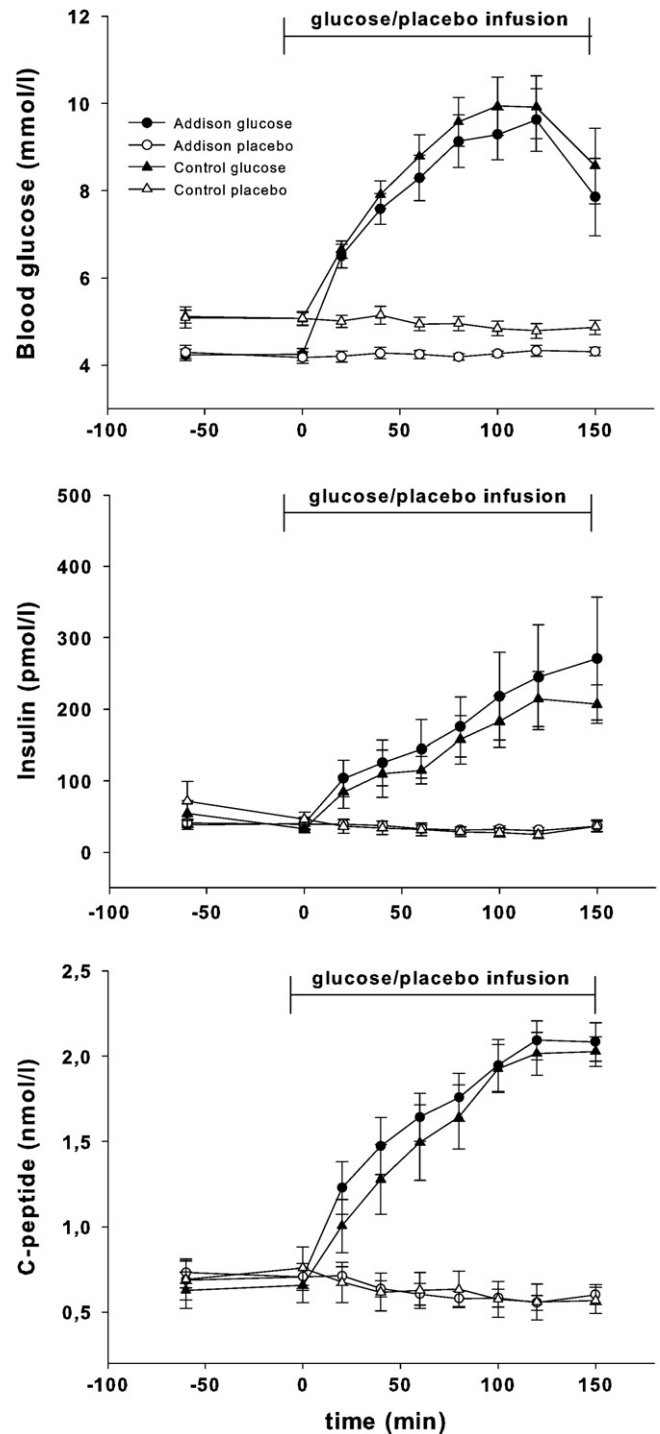 glucose/placebo infusion
12
10
8
6
4
Blood glucose (mmol/l)
Addison glucose
Addison placebo
Control glucose
Control placebo
-100 -50 0 50 100 150
glucose/placebo infusion
500
400
300
200
100
0
Insulin (pmol/l)
-100 -50 0 50 100 150
glucose/placebo infusion
2,5
2,0
1,5
1,0
0,5
C-peptide (nmol/l)
-100 -50 0 50 100 150
time (min)